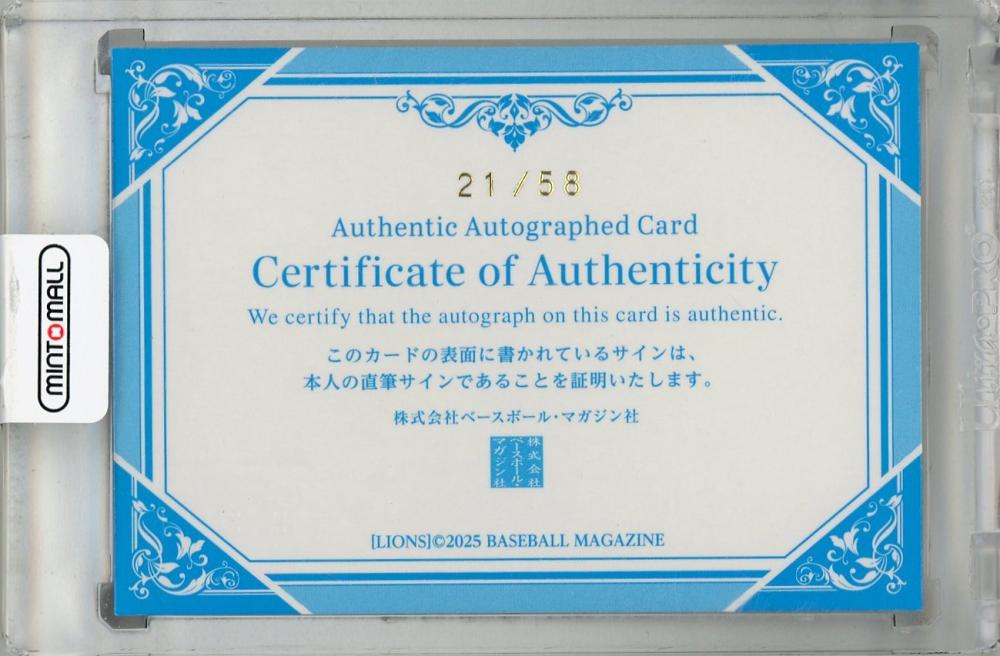 21/58
Authentic Autographed Card
Certificate of Authenticity
We certify that the autograph on this card is authentic.
このカードの表面に書かれているサインは、
本人の直筆サインであることを証明いたします。
株式会社ベースボール・マガジン社
株式会社
ベースボール・
マガジン社
[LIONS]©2025 BASEBALL MAGAZINE
MINTMALL